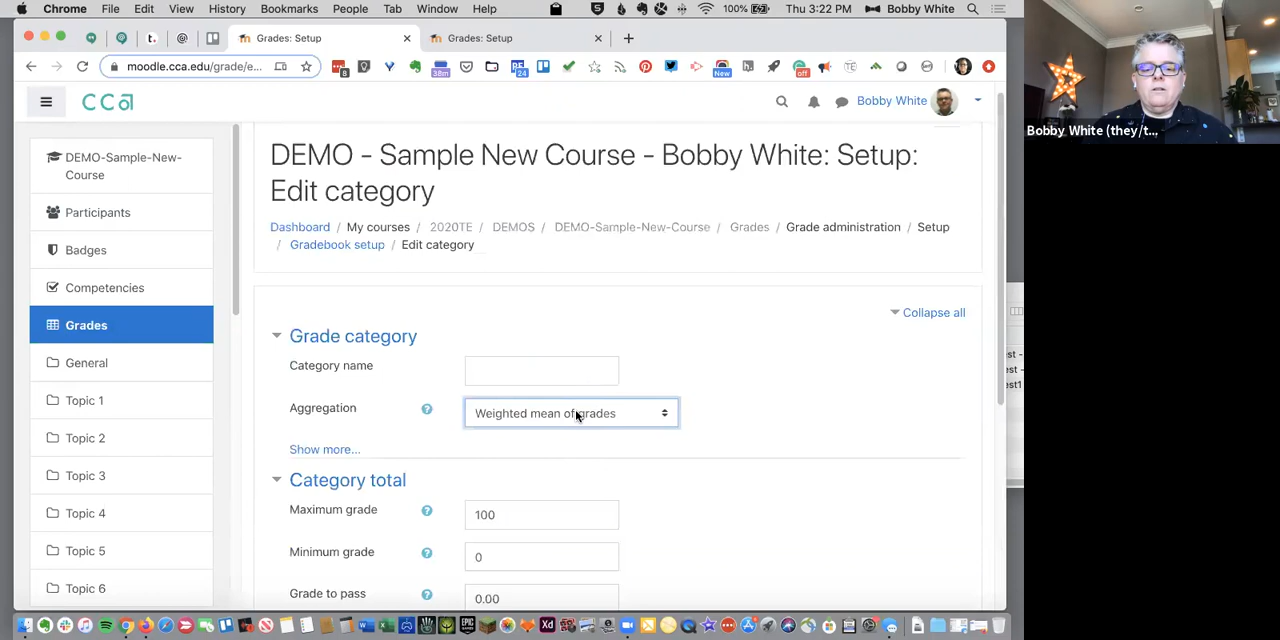 Chrome File Edit View History Bookmarks People Tab Window Help 100% Thu 3:22 PM Bobby White
Grades: Setup Grades: Setup
moodle.cca.edu/grade/e...
CCa Bobby White
DEMO-Sample-New-
Course
Participants
Badges
Competencies
Grades
General
Topic 1
Topic 2
Topic 3
Topic 4
Topic 5
Topic 6
DEMO - Sample New Course - Bobby White: Setup:
Edit category
Dashboard / My courses / 2020TE / DEMOS / DEMO-Sample-New-Course / Grades / Grade administration / Setup
/ Gradebook setup / Edit category
Collapse all
Grade category
Category name
Aggregation ? Weighted mean of grades
Show more...
Category total
Maximum grade ? 100
Minimum grade ? 0
Grade to pass ? 0.00
Bobby White (they/t...